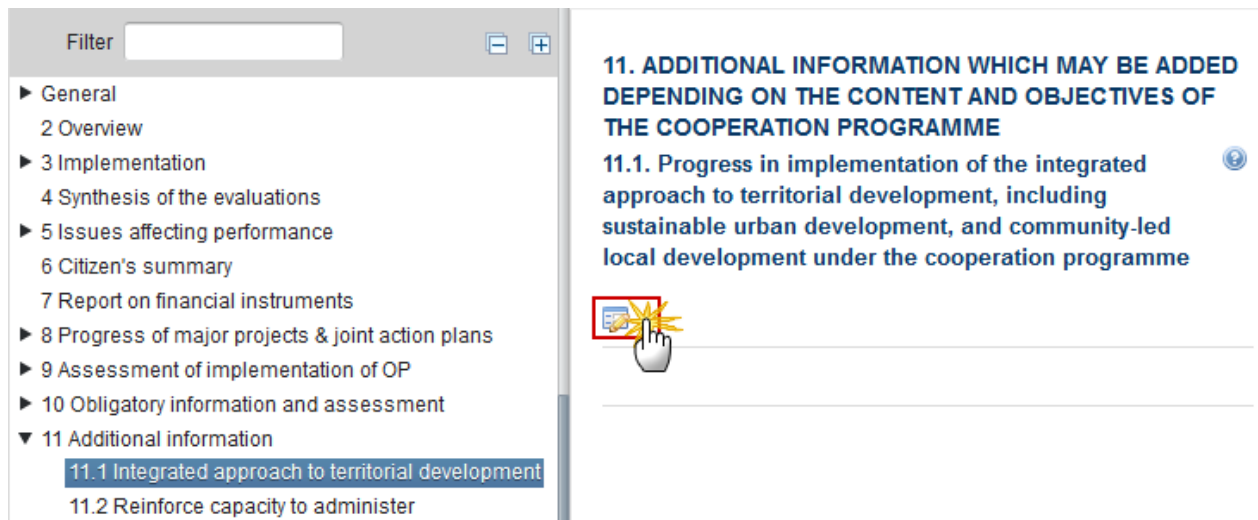 Filter
General
2 Overview
3 Implementation
4 Synthesis of the evaluations
5 Issues affecting performance
6 Citizen's summary
7 Report on financial instruments
8 Progress of major projects & joint action plans
9 Assessment of implementation of OP
10 Obligatory information and assessment
11 Additional information
11.1 Integrated approach to territorial development
11.2 Reinforce capacity to administer
11. ADDITIONAL INFORMATION WHICH MAY BE ADDED
DEPENDING ON THE CONTENT AND OBJECTIVES OF
THE COOPERATION PROGRAMME
11.1. Progress in implementation of the integrated
approach to territorial development, including
sustainable urban development, and community-led
local development under the cooperation programme